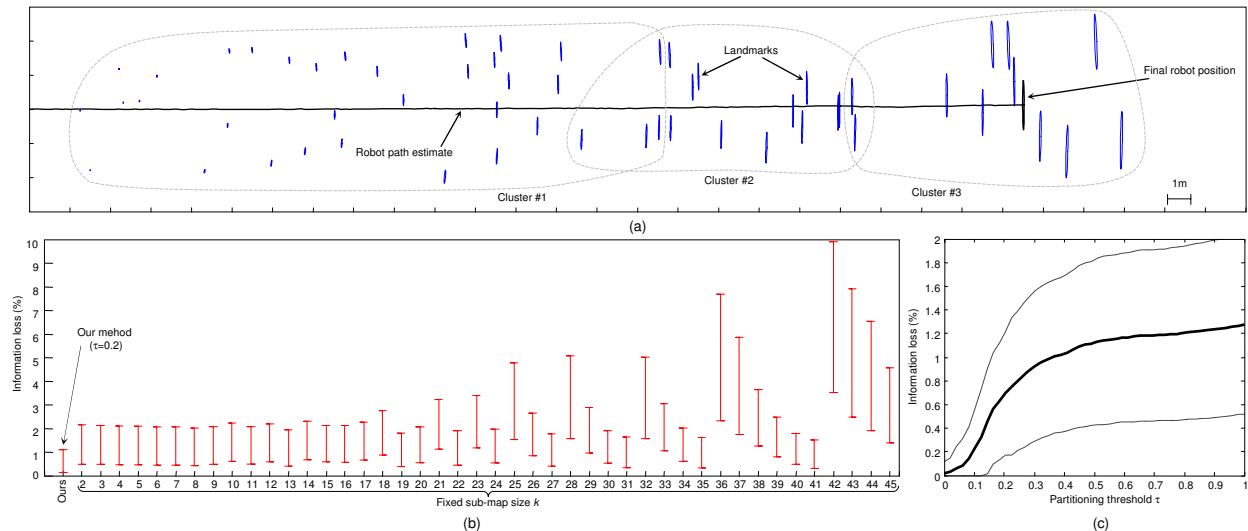 Landmarks
Final robot position
Robot path estimate
Cluster #1
Cluster #2
Cluster #3
1m
(a)
Information loss (%)
10
9
8
7
6
5
4
3
2
1
0
Our mehod
(τ=0.2)
Ours 2 3 4 5 6 7 8 9 10 11 12 13 14 15 16 17 18 19 20 21 22 23 24 25 26 27 28 29 30 31 32 33 34 35 36 37 38 39 40 41 42 43 44 45
Fixed sub-map size k
(b)
Information loss (%)
2
1.8
1.6
1.4
1.2
1
0.8
0.6
0.4
0.2
0
0 0.1 0.2 0.3 0.4 0.5 0.6 0.7 0.8 0.9 1
Partitioning threshold τ
(c)